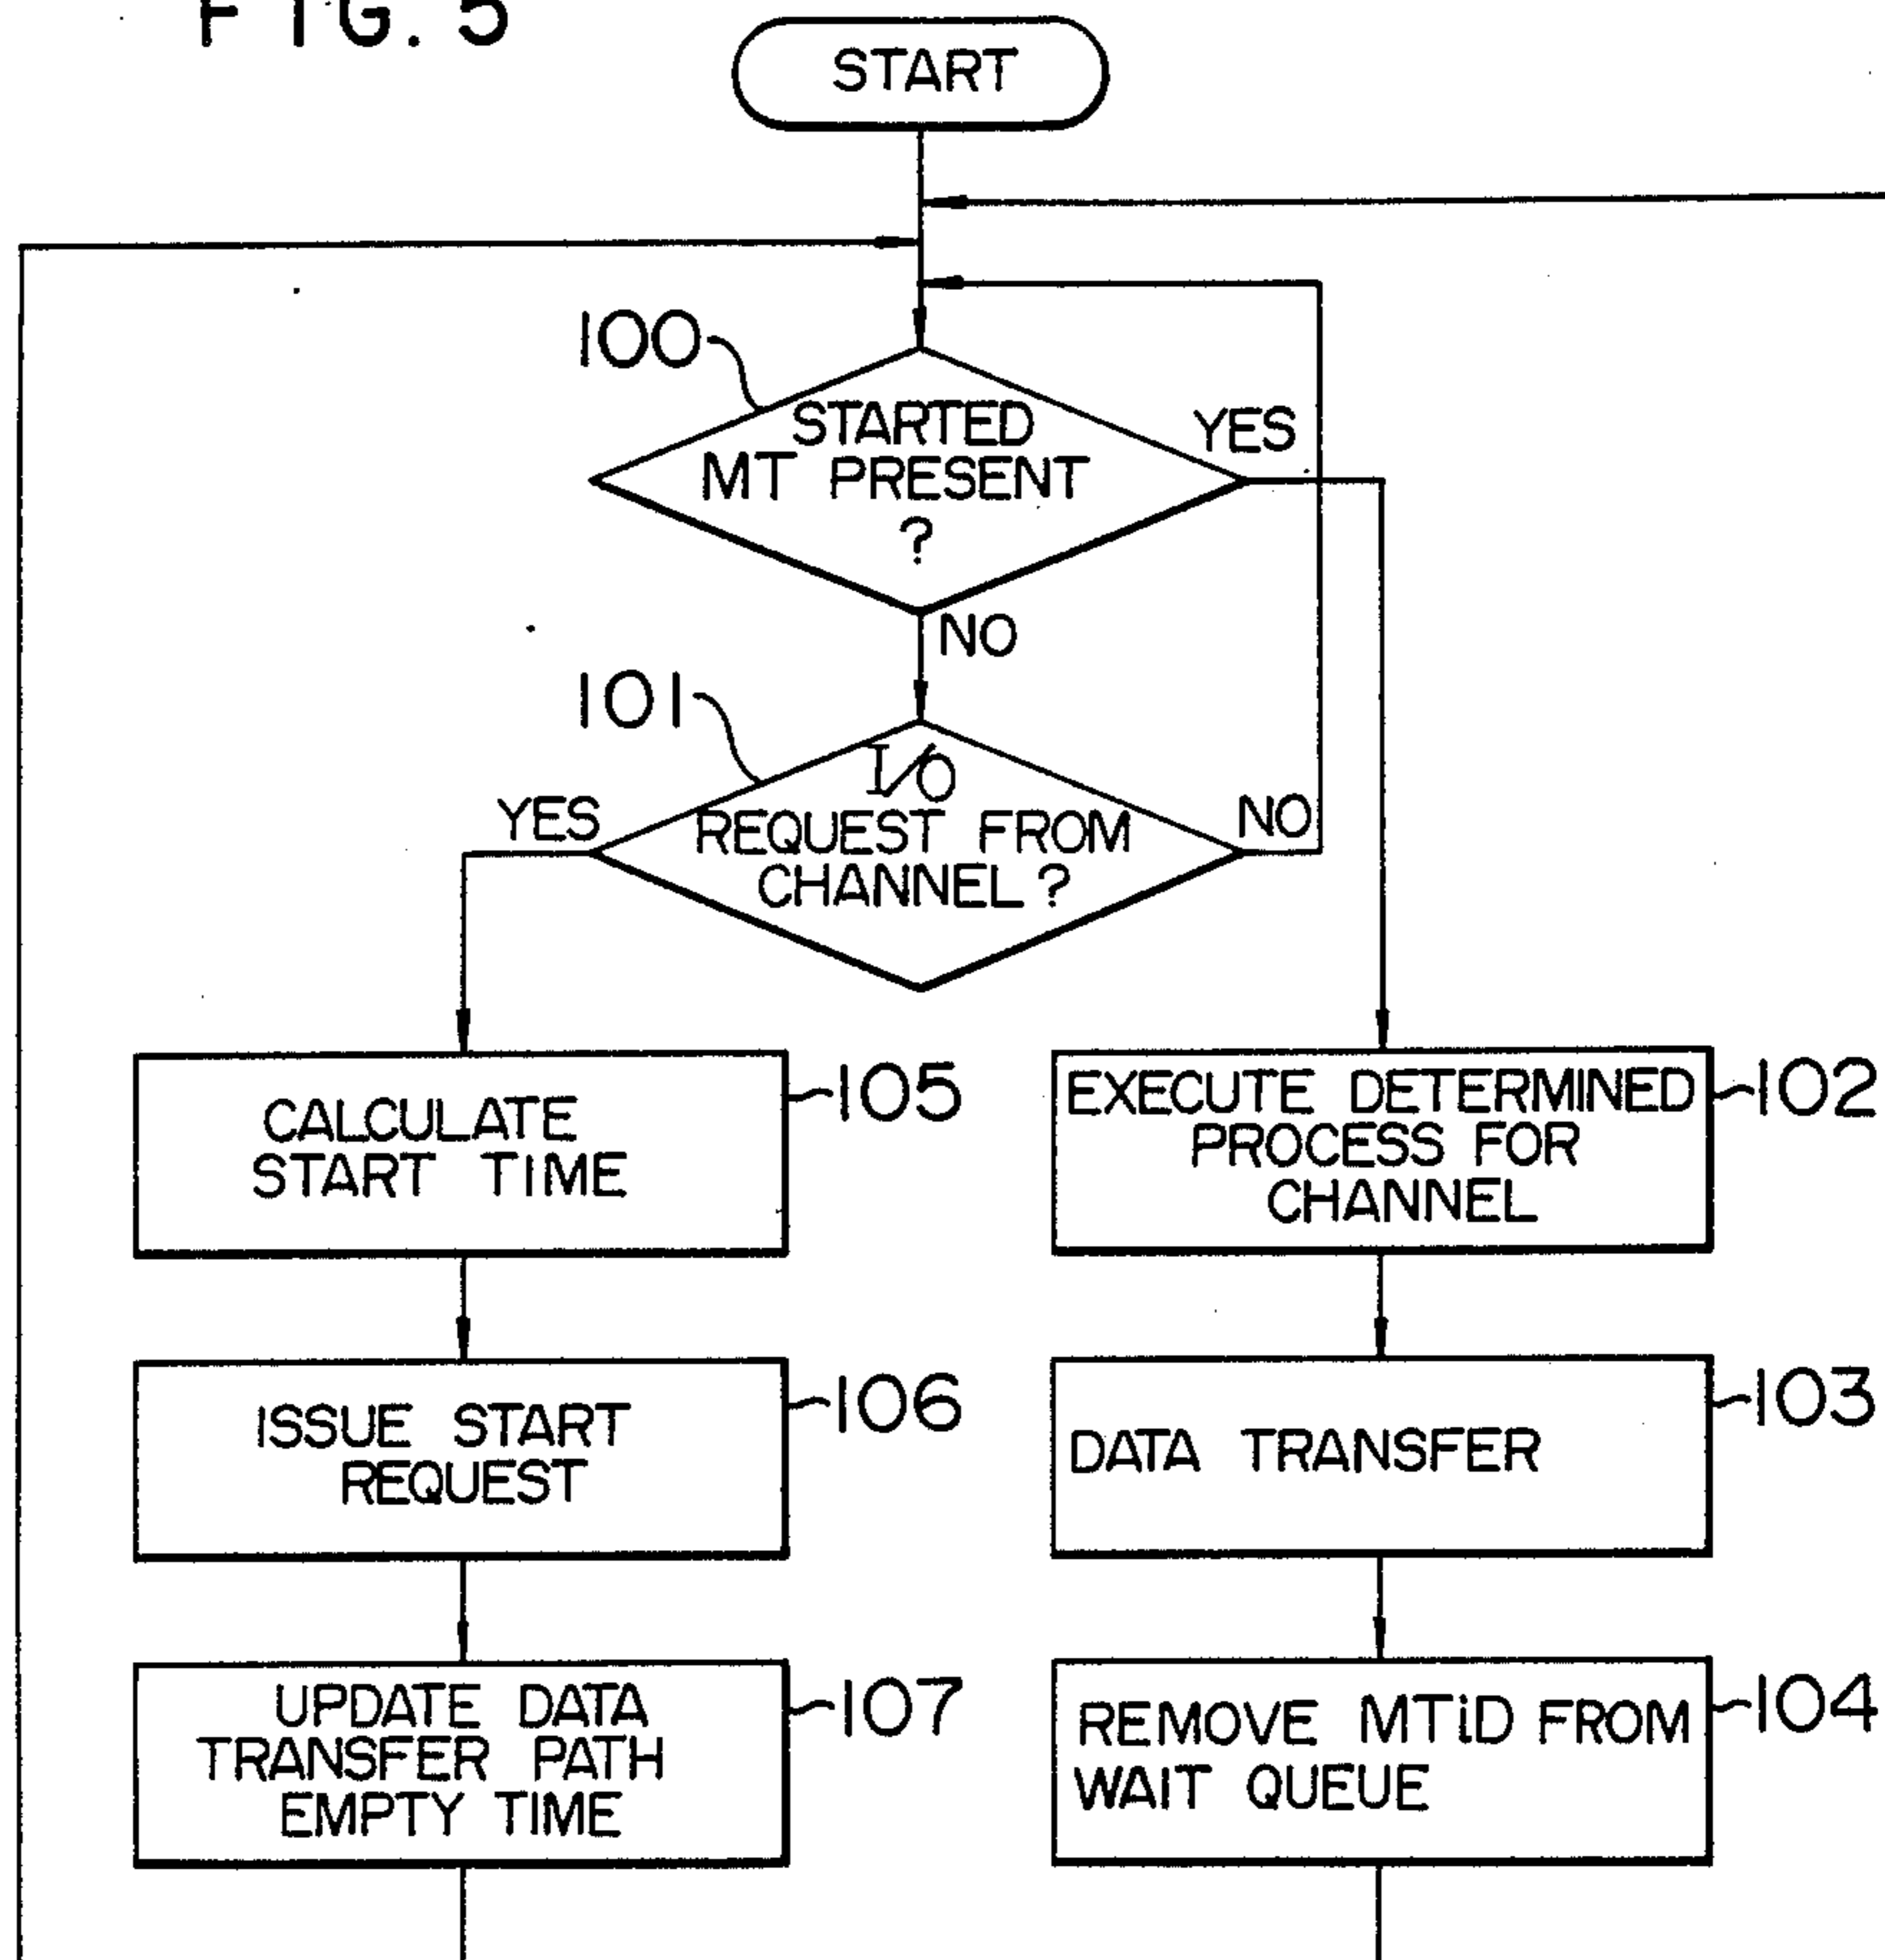 FIG. 5
START
100
STARTED
MT PRESENT
?
YES
NO
101
I/O
REQUEST FROM
CHANNEL?
YES
NO
CALCULATE
START TIME
105
EXECUTE DETERMINED
PROCESS FOR
CHANNEL
102
ISSUE START
REQUEST
106
DATA TRANSFER
103
UPDATE DATA
TRANSFER PATH
EMPTY TIME
107
REMOVE MTiD FROM
WAIT QUEUE
104